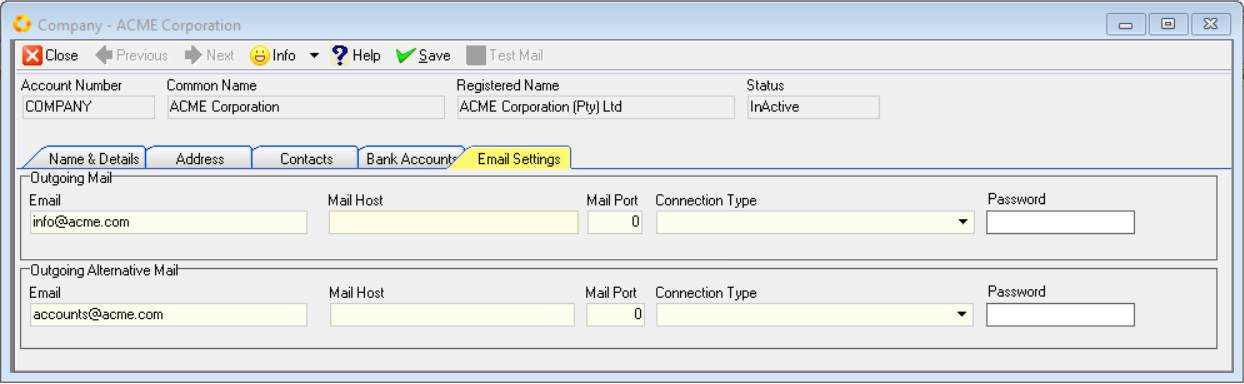 Company - ACME Corporation
Close Previous Next Info Help Save Test Mail
Account Number Common Name Registered Name Status
COMPANY ACME Corporation ACME Corporation (Pty) Ltd InActive
Name & Details Address Contacts Bank Accounts Email Settings
Outgoing Mail
Email Mail Host Mail Port Connection Type Password
info@acme.com 0
Outgoing Alternative Mail
Email Mail Host Mail Port Connection Type Password
accounts@acme.com 0